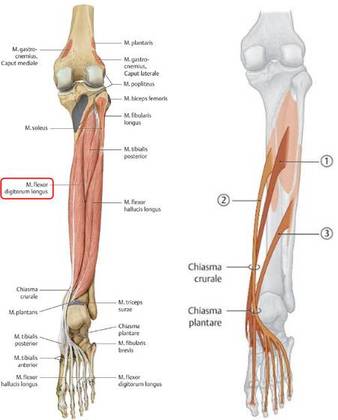 M. gastro-
cnemius,
Caput mediale
M. plantaris
M. gastro-
cnemius,
Caput laterale
M. popliteus
M. biceps femoris
M. fibularis
longus
M. soleus
M. tibialis
posterior
M. flexor
digitorum longus
M. flexor
hallucis longus
Chiasma
crurale
M. plantaris
M. triceps
surae
Chiasma
plantare
M. tibialis
posterior
M. fibularis
brevis
M. tibialis
anterior
M. flexor
hallucis longus
M. flexor
digitorum longus
1
2
3
Chiasma
crurale
Chiasma
plantare